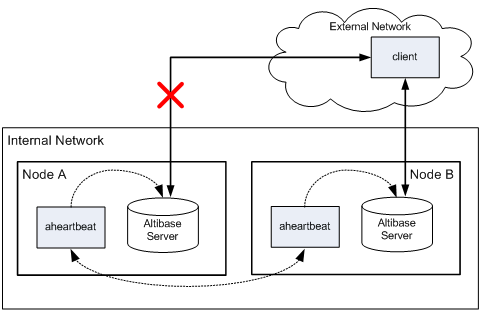 External Network
client
Internal Network
Node A
Node B
aheartbeat
Altibase
Server
aheartbeat
Altibase
Server